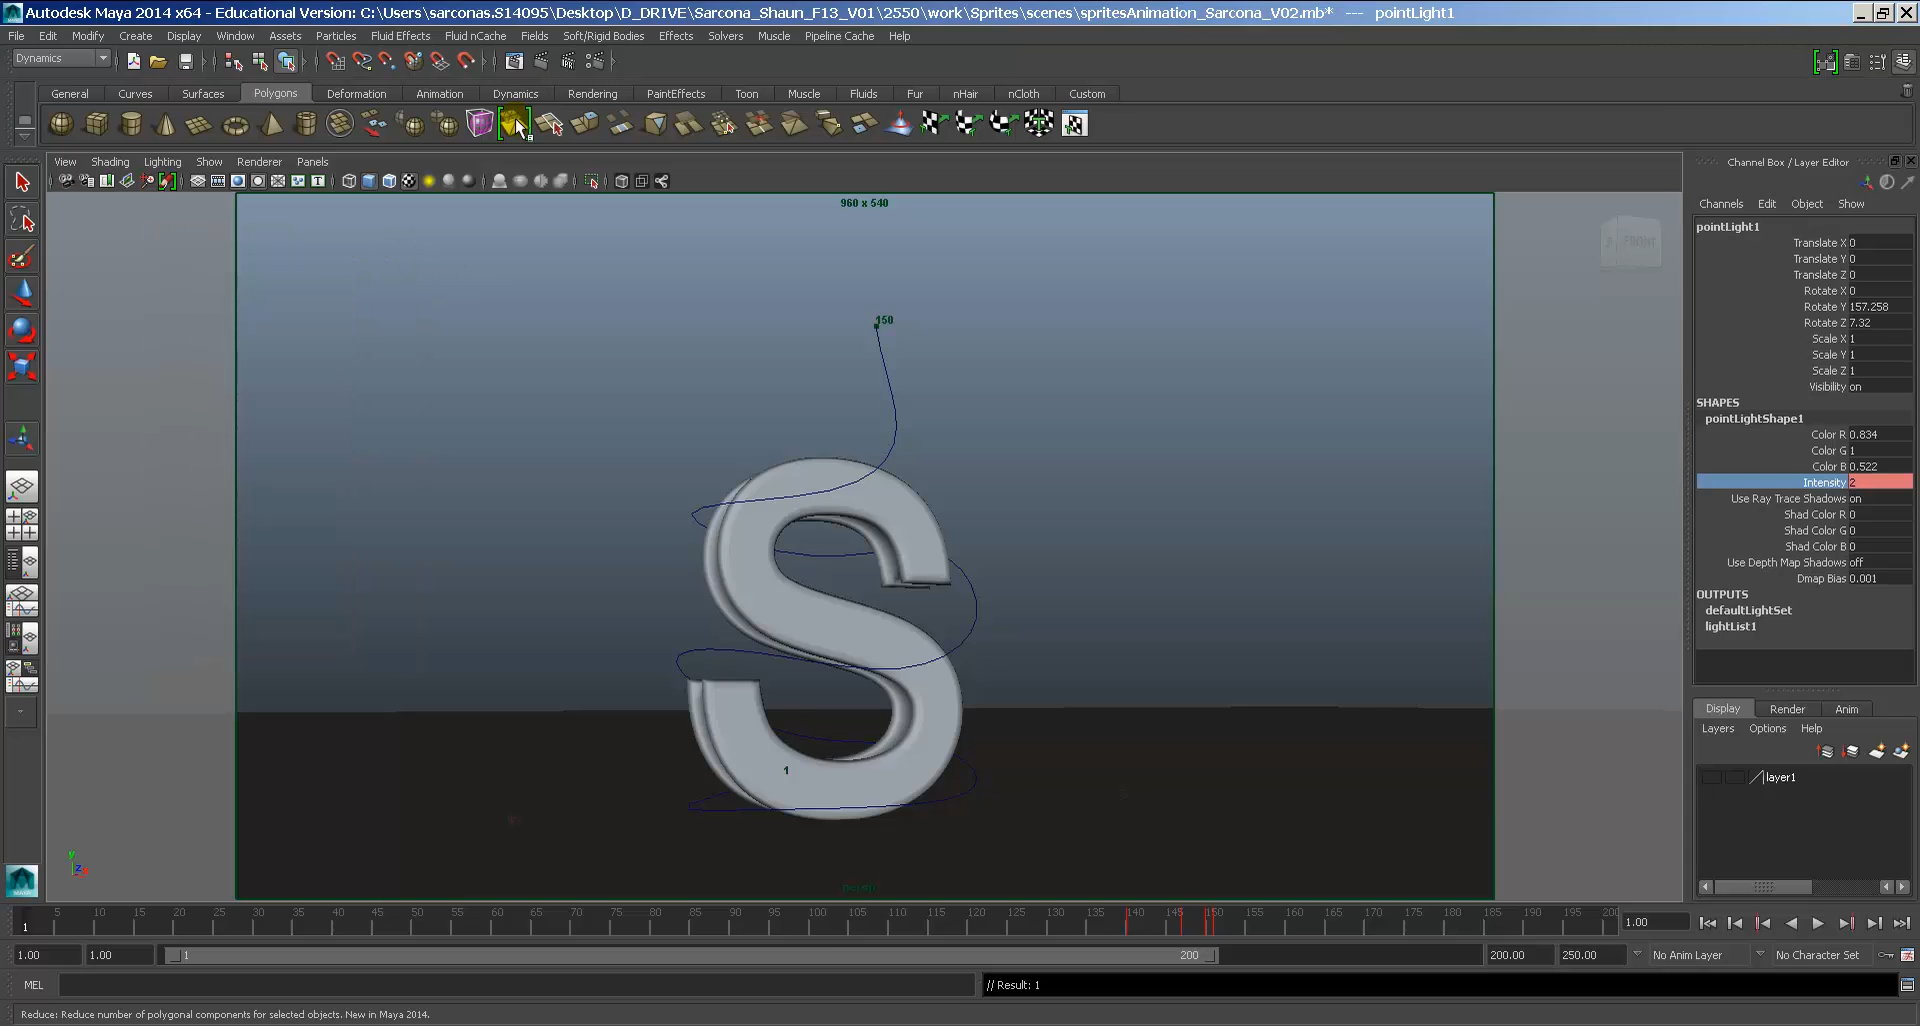 Autodesk Maya 2014 x64 - Educational Version: C:\Users\sarconas.S14095\Desktop\D_DRIVE\Sarcona_Shaun_F13_V01\2550\work\Sprites\scenes\spritesAnimation_Sarcona_V02.mb* --- pointLight1
File Edit Modify Create Display Window Assets Particles Fluid Effects Fluid nCache Fields Soft/Rigid Bodies Effects Solvers Muscle Pipeline Cache Help
Dynamics
General Curves Surfaces Polygons Deformation Animation Dynamics Rendering PaintEffects Toon Muscle Fluids Fur nHair nCloth Custom
View Shading Lighting Show Renderer Panels
Channel Box / Layer Editor
Channels Edit Object Show
960 x 540
FRONT
150
S
1
pointLight1
Translate X 0
Translate Y 0
Translate Z 0
Rotate X 0
Rotate Y 157.258
Rotate Z 7.32
Scale X 1
Scale Y 1
Scale Z 1
Visibility on
SHAPES
pointLightShape1
Color R 0.834
Color G 1
Color B 0.522
Intensity 2
Use Ray Trace Shadows on
Shad Color R 0
Shad Color G 0
Shad Color B 0
Use Depth Map Shadows off
Dmap Bias 0.001
OUTPUTS
defaultLightSet
lightList1
Display Render Anim
Layers Options Help
layer1
y
z x
5 10 15 20 25 30 35 40 45 50 55 60 65 70 75 80 85 90 95 100 105 110 115 120 125 130 135 140 145 150 155 160 165 170 175 180 185 190 195 200
1 1.00
1.00 1.00 1 200 200.00 250.00 No Anim Layer No Character Set
MEL // Result: 1
Reduce: Reduce number of polygonal components for selected objects. New in Maya 2014.